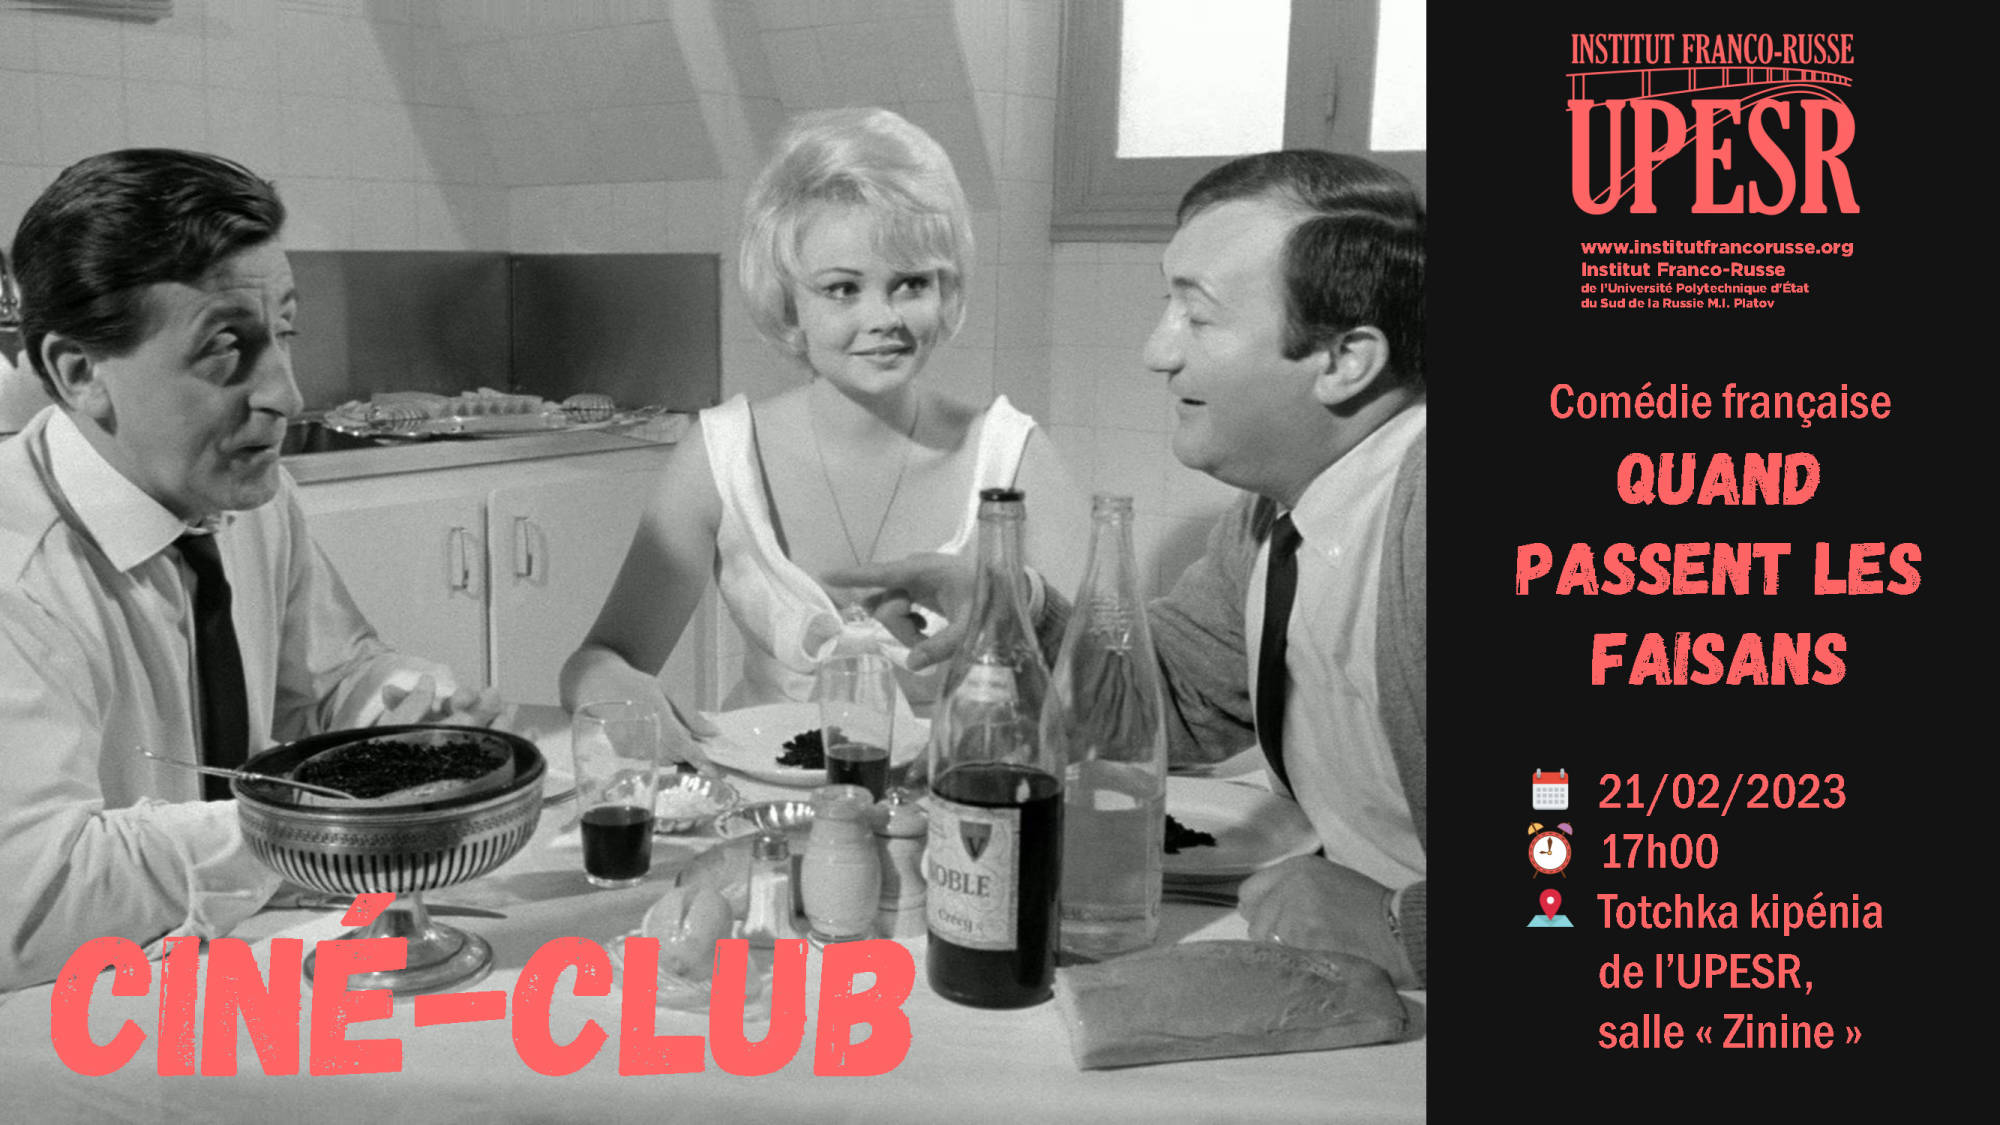 INSTITUT FRANCO-RUSSE
UPESR
www.institutfrancorusse.org
Institut Franco-Russe
de l'Université Polytechnique d'État
du Sud de la Russie M.I. Platov
Comédie française
QUAND
PASSENT LES
FAISANS
21/02/2023
17h00
Totchka kipénia
de l’UPESR,
salle « Zinine »
V
NOBLE
CINÉ-CLUB